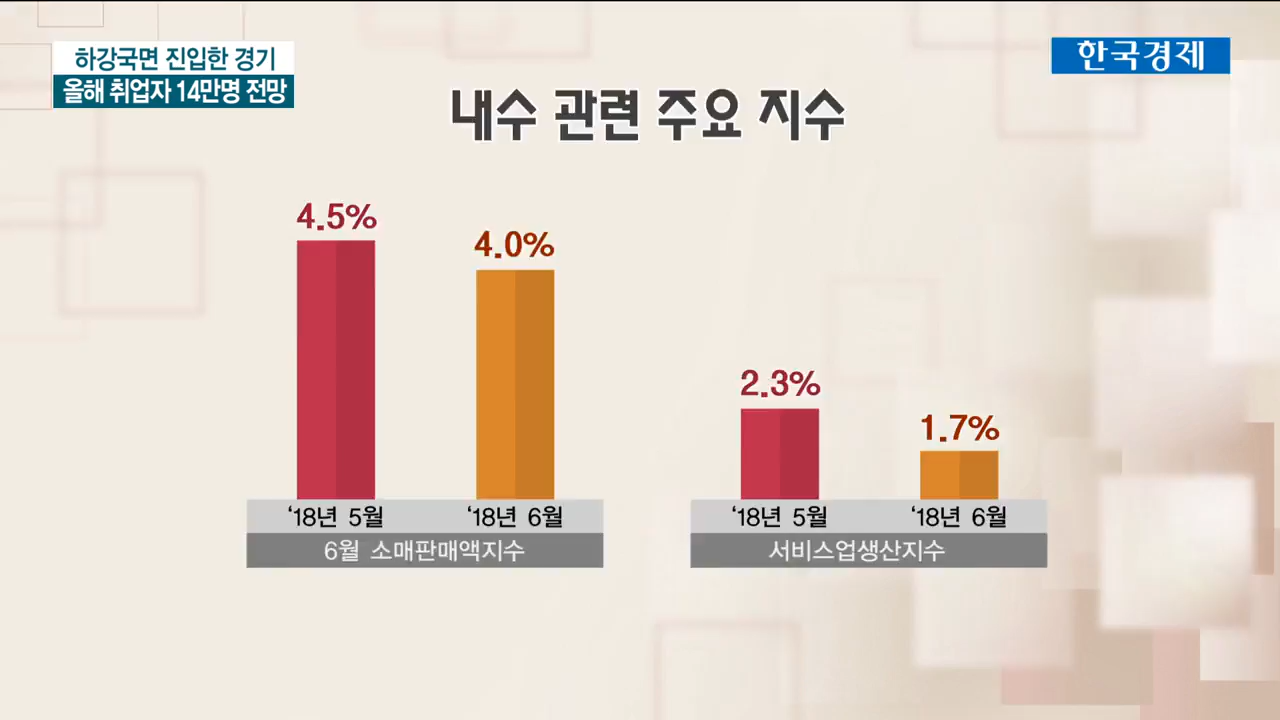 하강국면 진입한 경기
올해 취업자 14만명 전망
한국경제
내수 관련 주요 지수
4.5%
4.0%
‘18년 5월
‘18년 6월
6월 소매판매액지수
2.3%
1.7%
‘18년 5월
‘18년 6월
서비스업생산지수